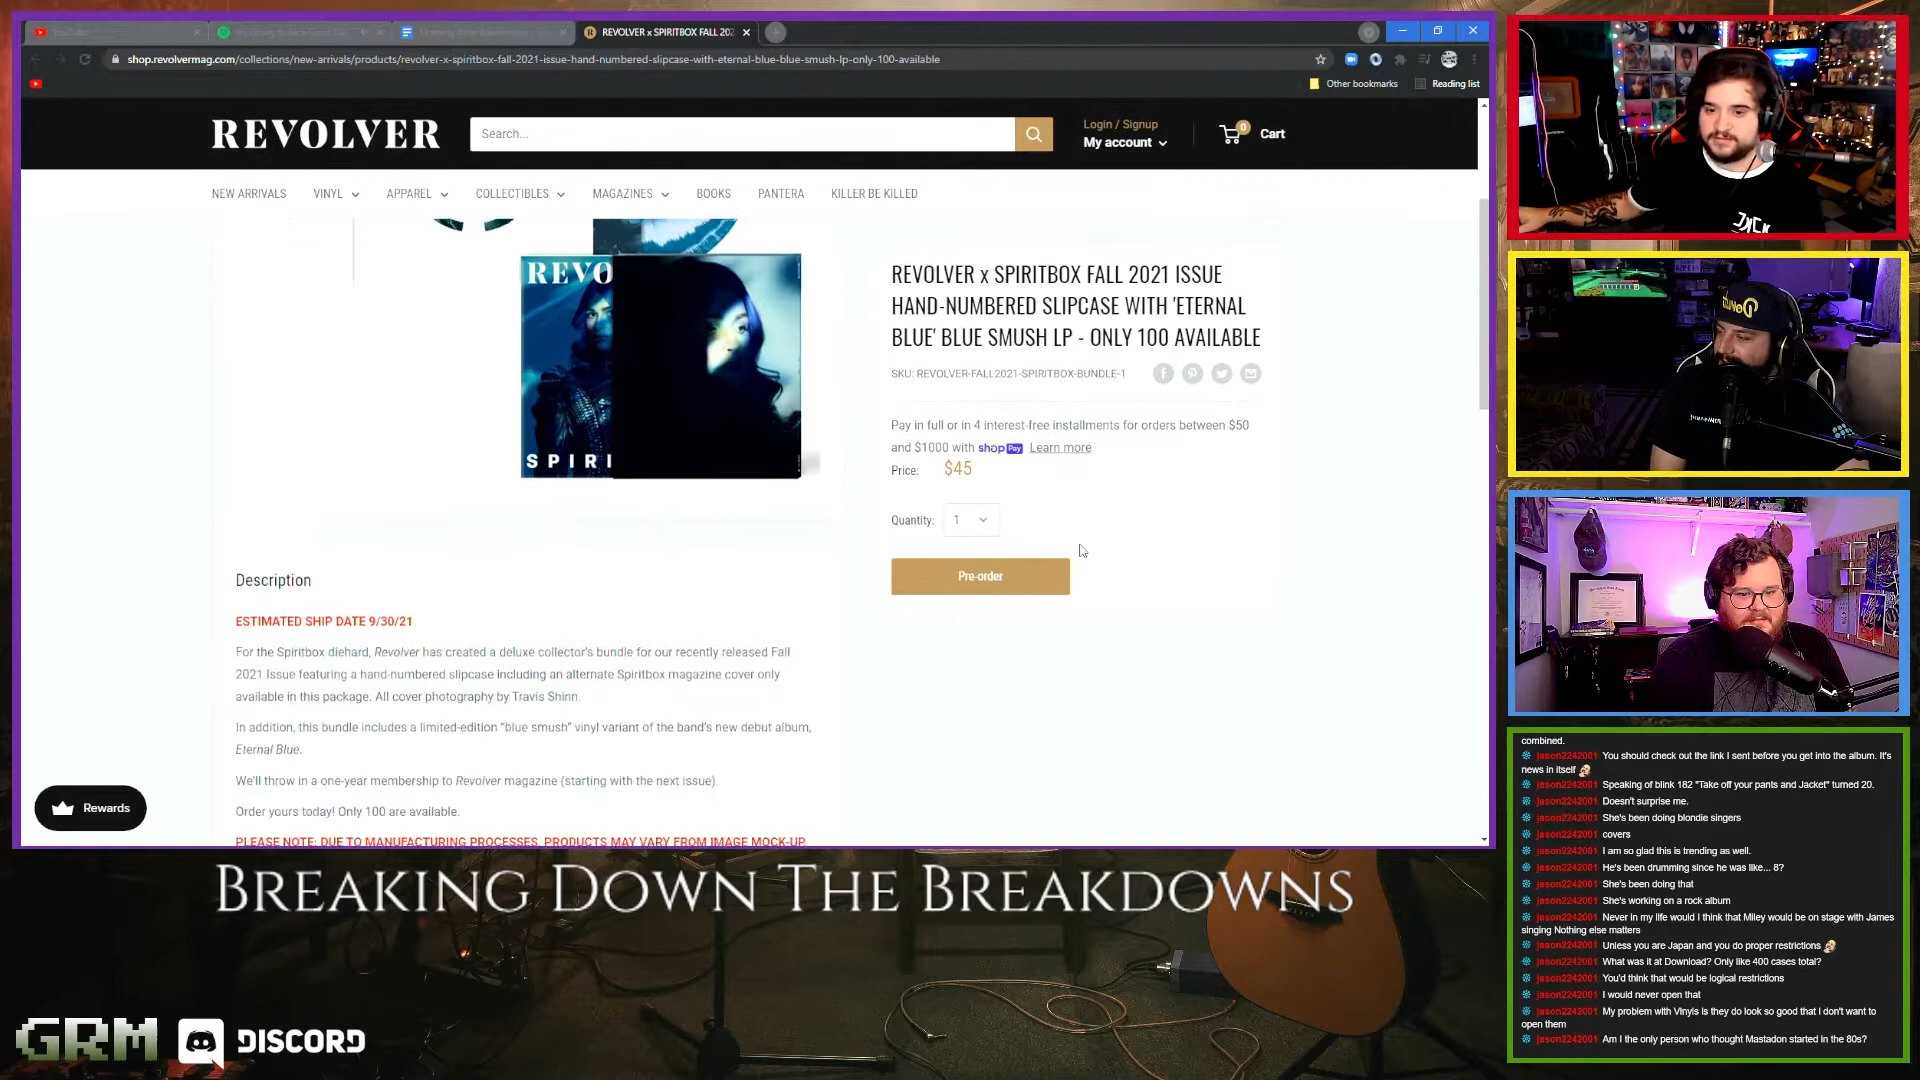 REVOLVER x SPIRITBOX FALL 202
shop.revolvermag.com/collections/new-arrivals/products/revolver-x-spiritbox-fall-2021-issue-hand-numbered-slipcase-with-eternal-blue-blue-smush-lp-only-100-available
Other bookmarks
Reading list
REVOLVER
Search...
Login / Signup
My account
0
Cart
NEW ARRIVALS
VINYL
APPAREL
COLLECTIBLES
MAGAZINES
BOOKS
PANTERA
KILLER BE KILLED
REVO
SPIRI
REVOLVER x SPIRITBOX FALL 2021 ISSUE
HAND-NUMBERED SLIPCASE WITH 'ETERNAL
BLUE' BLUE SMUSH LP - ONLY 100 AVAILABLE
SKU: REVOLVER-FALL2021-SPIRITBOX-BUNDLE-1
Pay in full or in 4 interest-free installments for orders between $50
and $1000 with shop Pay Learn more
Price: $45
Quantity: 1
Pre-order
Description
ESTIMATED SHIP DATE 9/30/21
For the Spiritbox diehard, Revolver has created a deluxe collector's bundle for our recently released Fall
2021 Issue featuring a hand-numbered slipcase including an alternate Spiritbox magazine cover only
available in this package. All cover photography by Travis Shinn.
In addition, this bundle includes a limited-edition "blue smush" vinyl variant of the band's new debut album,
Eternal Blue.
We'll throw in a one-year membership to Revolver magazine (starting with the next issue).
Order yours today! Only 100 are available.
PLEASE NOTE: DUE TO MANUFACTURING PROCESSES, PRODUCTS MAY VARY FROM IMAGE MOCK-UP
Rewards
BREAKING DOWN THE BREAKDOWNS
GRM
DISCORD
combined.
jason2242001 You should check out the link I sent before you get into the album. It's
news in itself
jason2242001 Speaking of blink 182 "Take off your pants and Jacket" turned 20.
jason2242001 Doesn't surprise me.
jason2242001 She's been doing blondie singers
jason2242001 covers
jason2242001 I am so glad this is trending as well.
jason2242001 He's been drumming since he was like... 8?
jason2242001 She's been doing that
jason2242001 She's working on a rock album
jason2242001 Never in my life would I think that Miley would be on stage with James
singing Nothing else matters
jason2242001 Unless you are Japan and you do proper restrictions
jason2242001 What was it at Download? Only like 400 cases total?
jason2242001 You'd think that would be logical restrictions
jason2242001 I would never open that
jason2242001 My problem with Vinyls is they do look so good that I don't want to
open them
jason2242001 Am I the only person who thought Mastadon started in the 80s?